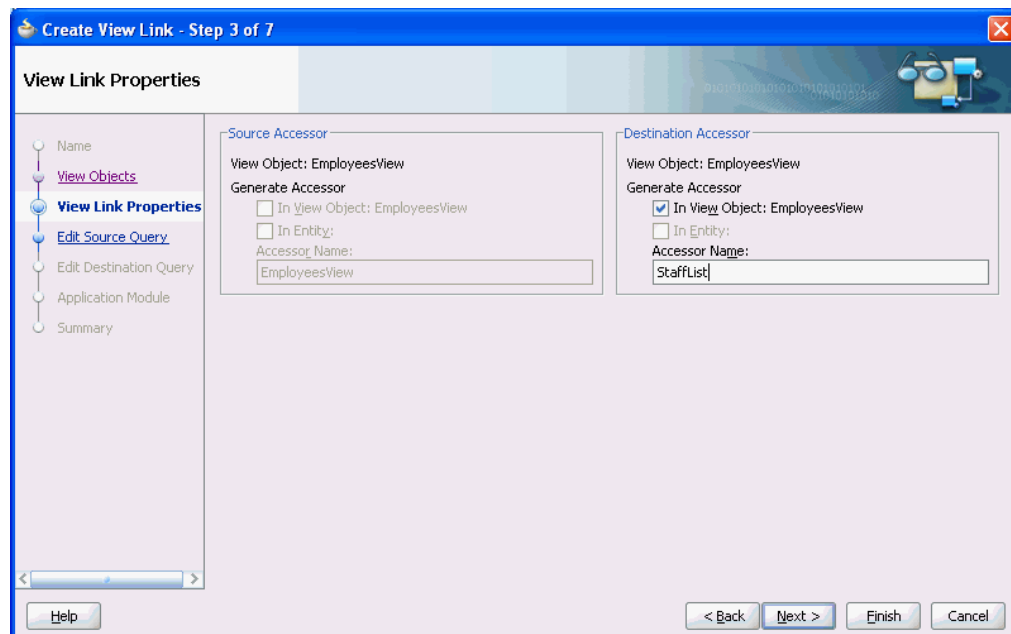 Create View Link - Step 3 of 7
View Link Properties
Name
View Objects
View Link Properties
Edit Source Query
Edit Destination Query
Application Module
Summary
Source Accessor
View Object: EmployeesView
Generate Accessor
In View Object: EmployeesView
In Entity:
Accessor Name:
EmployeesView
Destination Accessor
View Object: EmployeesView
Generate Accessor
In View Object: EmployeesView
In Entity:
Accessor Name:
StaffList
Help
< Back
Next >
Finish
Cancel